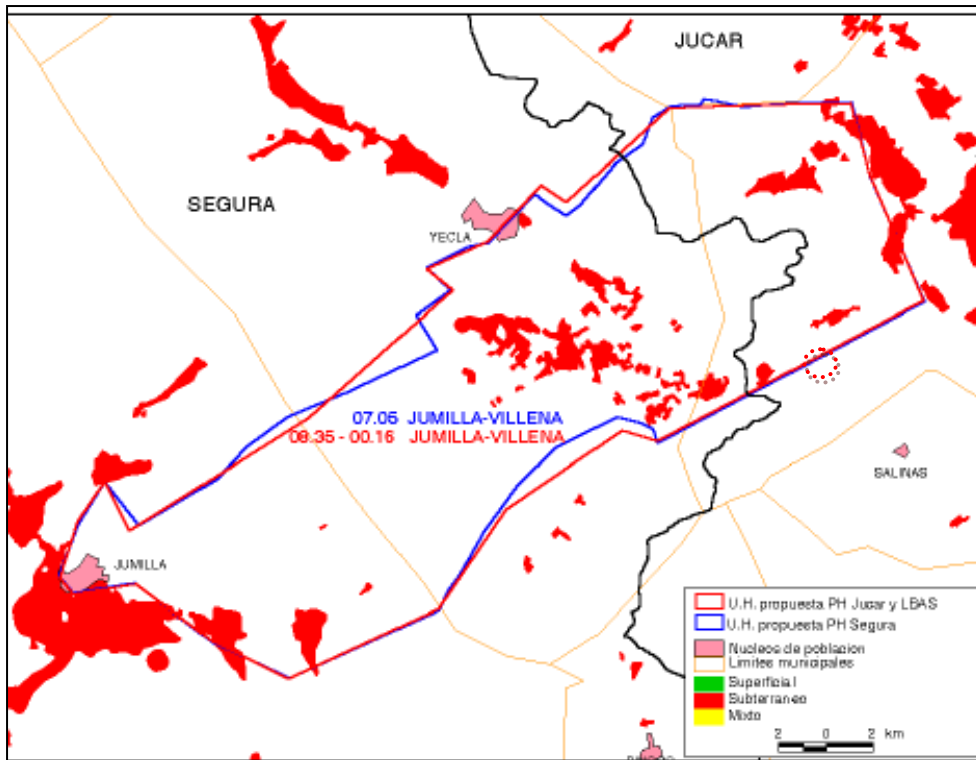 JUCAR
SEGURA
YECLA
07.05 JUMILLA-VILLENA
08.35 - 00.16 JUMILLA-VILLENA
SALINAS
JUMILLA
U.H. propuesta PH Jucar y LBAS
U.H. propuesta PH Segura
Nucleos de poblacion
Limites municipales
Superficial
Subterraneo
Mixto
2 0 2 km